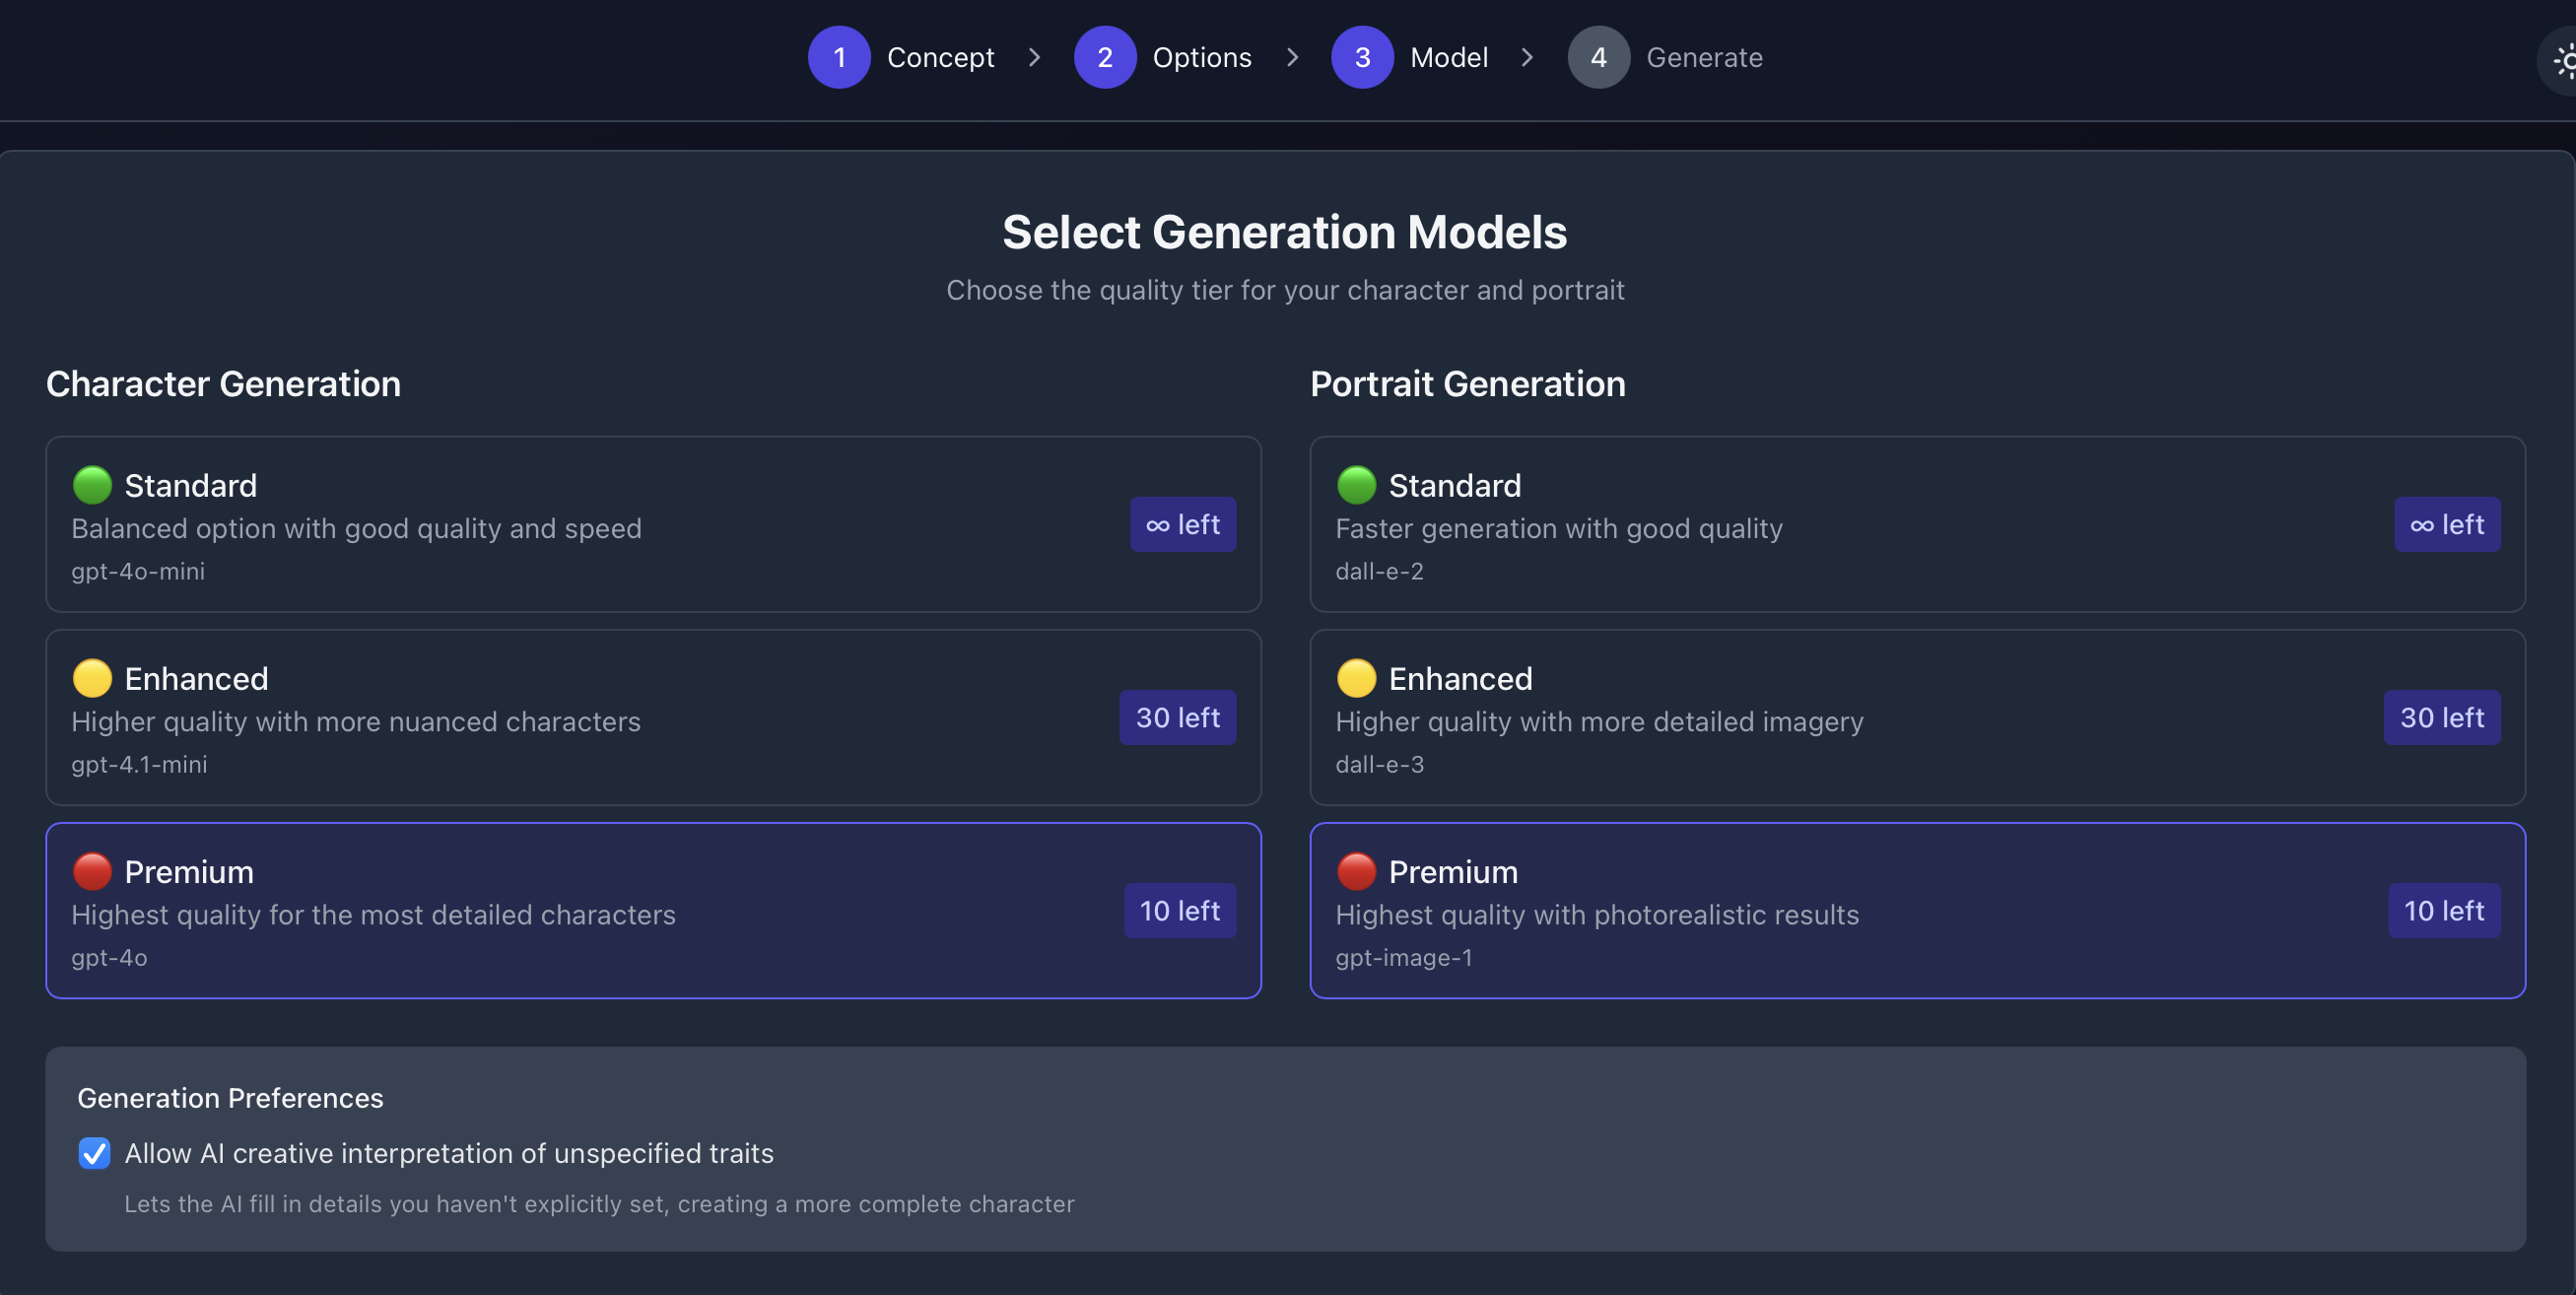 1 Concept > 2 Options > 3 Model > 4 Generate
Select Generation Models
Choose the quality tier for your character and portrait
Character Generation
Standard
Balanced option with good quality and speed
gpt-4o-mini
∞ left
Enhanced
Higher quality with more nuanced characters
gpt-4.1-mini
30 left
Premium
Highest quality for the most detailed characters
gpt-4o
10 left
Portrait Generation
Standard
Faster generation with good quality
dall-e-2
∞ left
Enhanced
Higher quality with more detailed imagery
dall-e-3
30 left
Premium
Highest quality with photorealistic results
gpt-image-1
10 left
Generation Preferences
Allow AI creative interpretation of unspecified traits
Lets the AI fill in details you haven't explicitly set, creating a more complete character